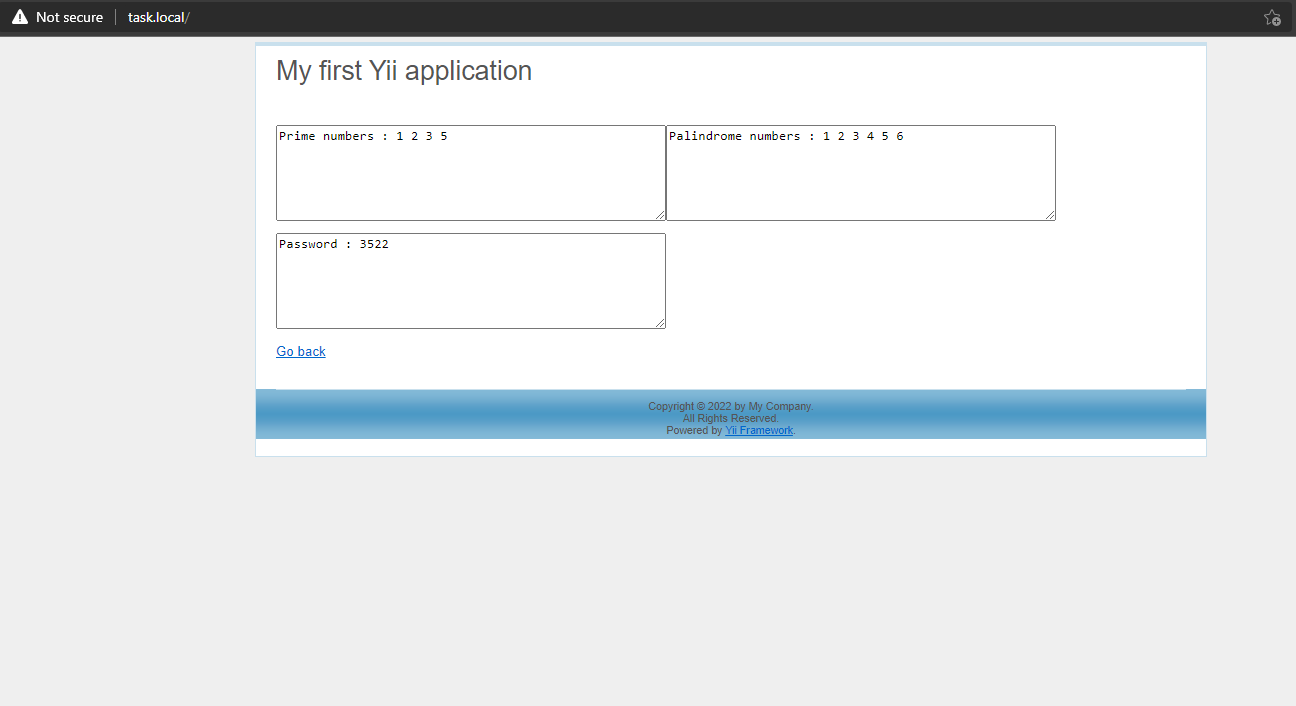 Not secure task.local/
My first Yii application
Prime numbers : 1 2 3 5
Palindrome numbers : 1 2 3 4 5 6
Password : 3522
Go back
Copyright © 2022 by My Company.
All Rights Reserved.
Powered by Yii Framework.